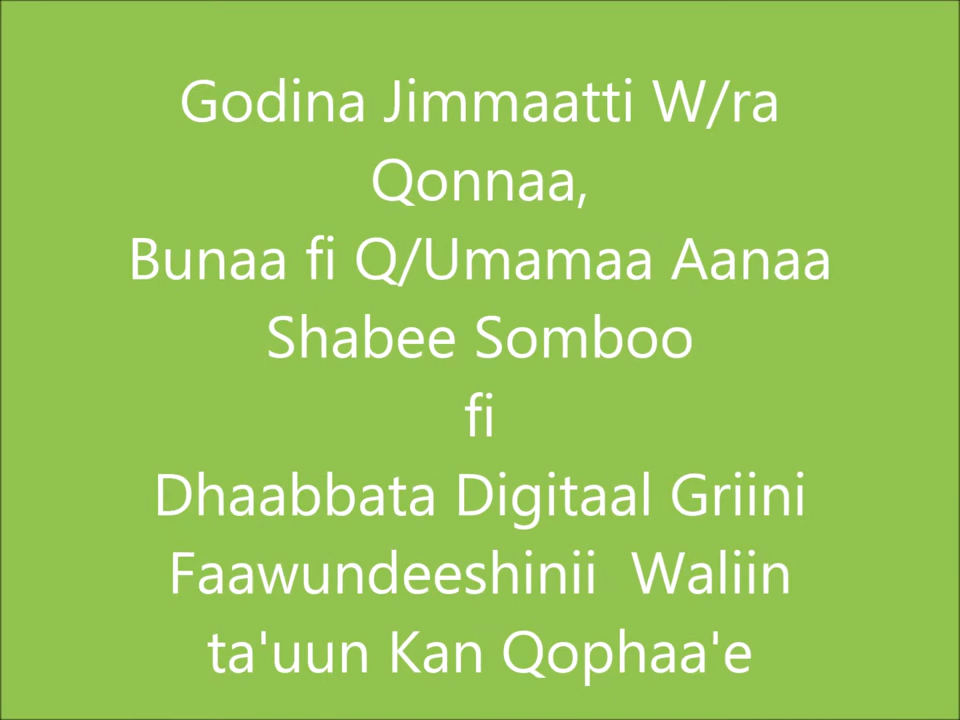 Godina Jimmaatti W/ra
Qonnaa,
Bunaa fi Q/Umamaa Aanaa
Shabee Somboo
fi
Dhaabbata Digitaal Griini
Faawundeeshinii  Waliin
ta'uun Kan Qophaa'e